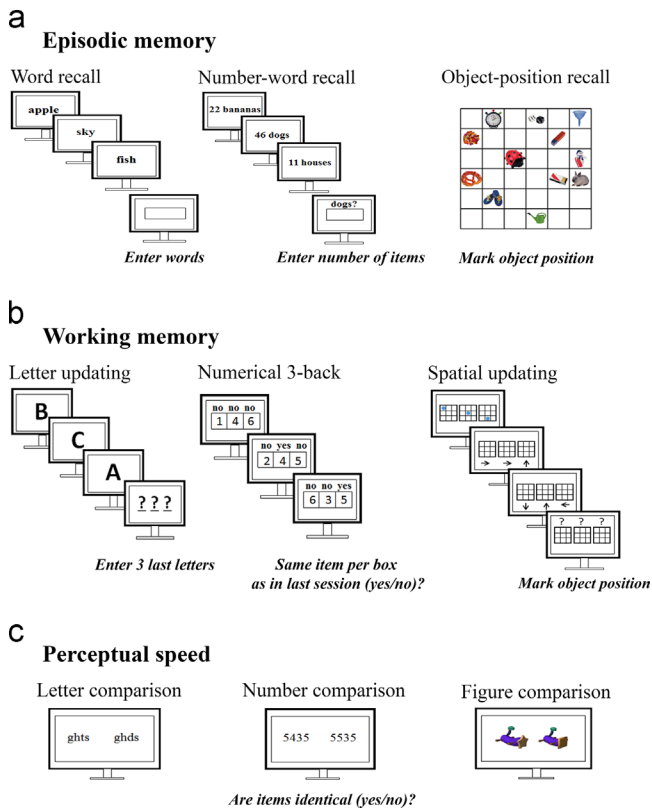 a
Episodic memory
Word recall
Number-word recall
Object-position recall
apple
sky
fish
22 bananas
46 dogs
11 houses
dogs?
Enter words
Enter number of items
Mark object position
b
Working memory
Letter updating
Numerical 3-back
Spatial updating
B
C
A
? ? ?
no no no
1 4 6
no yes no
2 4 5
no no yes
6 3 5
? ? ?
Enter 3 last letters
Same item per box
as in last session (yes/no)?
Mark object position
c
Perceptual speed
Letter comparison
Number comparison
Figure comparison
ghts ghds
5435 5535
Are items identical (yes/no)?